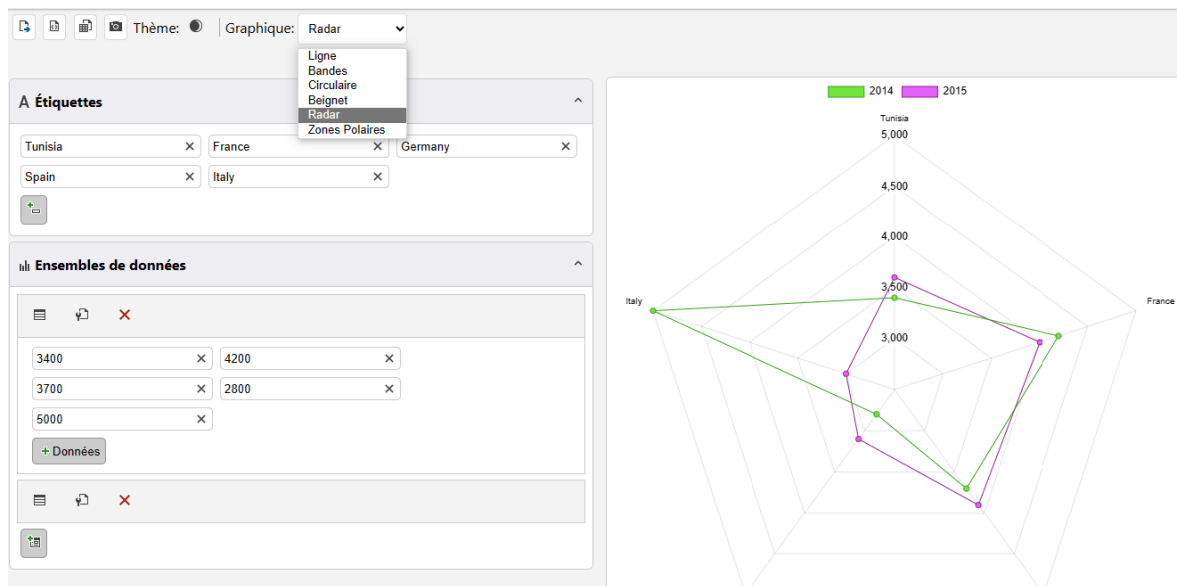 Thème: Graphique: Radar
Ligne
Bandes
Circulaire
Beignet
Radar
Zones Polaires
Étiquettes
Tunisia France Germany
Spain Italy
Ensembles de données
3400 4200
3700 2800
5000
+ Données
2014 2015
Tunisia
5,000
4,500
4,000
3,500
3,000
Italy
France